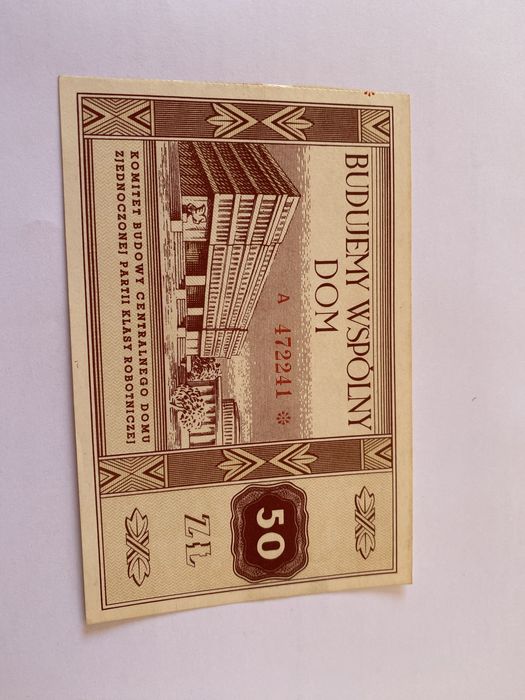 BUDUJEMY WSPÓLNY
DOM
A 472241 *
KOMITET BUDOWY CENTRALNEGO DOMU
ZJEDNOCZONEJ PARTII KLASY ROBOTNICZEJ
50
ZŁ